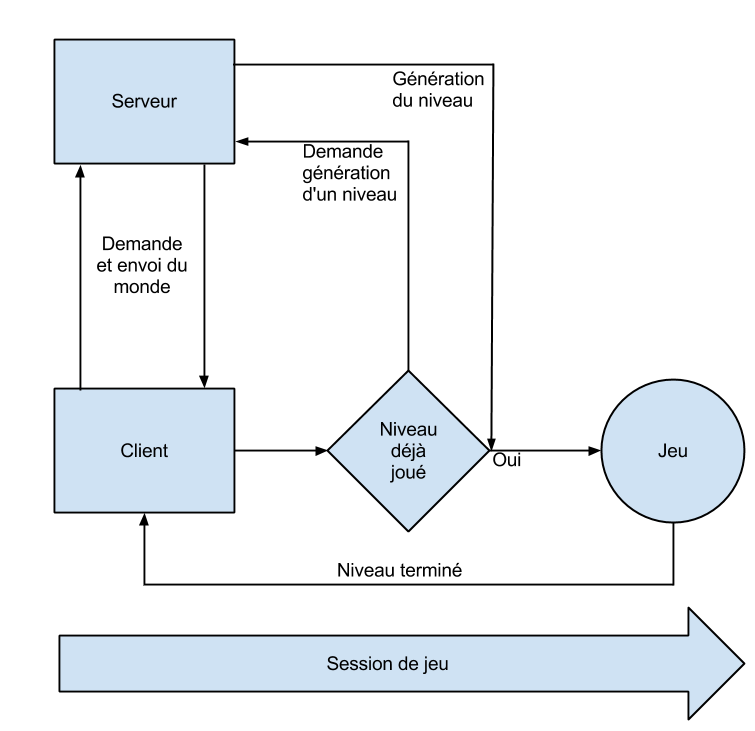 Serveur
Génération
du niveau
Demande
génération
d'un niveau
Demande
et envoi du
monde
Client
Niveau
déjà
joué
Oui
Jeu
Niveau terminé
Session de jeu